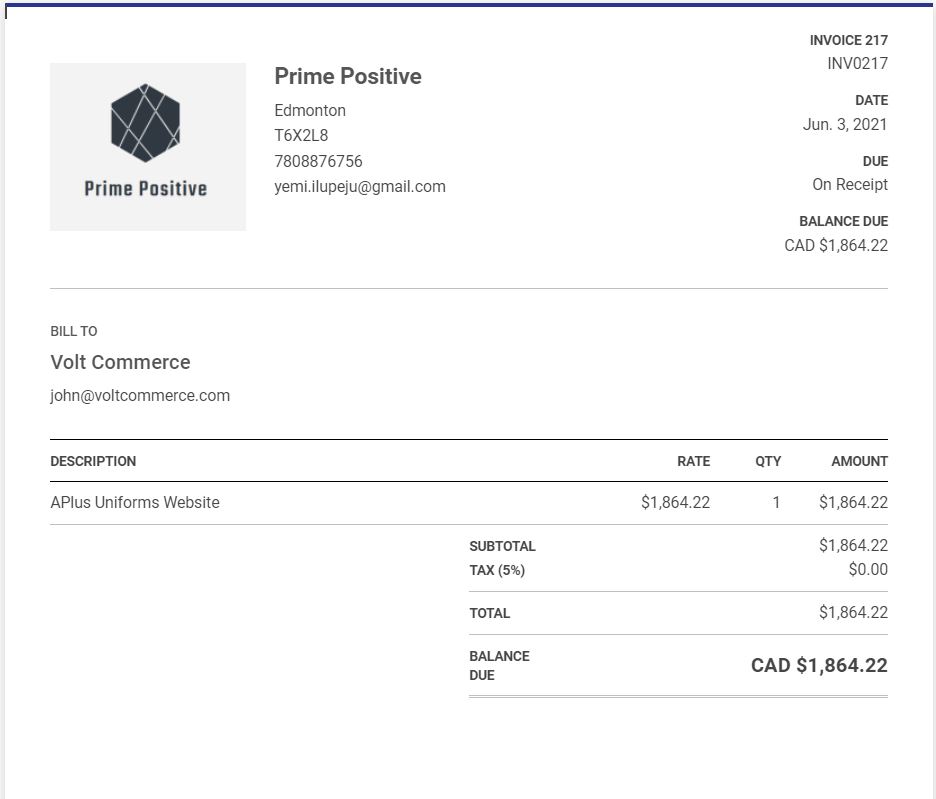 INVOICE 217
INV0217
DATE
Jun. 3, 2021
DUE
On Receipt
BALANCE DUE
CAD $1,864.22
Prime Positive
Prime Positive
Edmonton
T6X2L8
7808876756
yemi.ilupeju@gmail.com
BILL TO
Volt Commerce
john@voltcommerce.com
DESCRIPTION RATE QTY AMOUNT
APlus Uniforms Website $1,864.22 1 $1,864.22
SUBTOTAL $1,864.22
TAX (5%) $0.00
TOTAL $1,864.22
BALANCE
DUE CAD $1,864.22